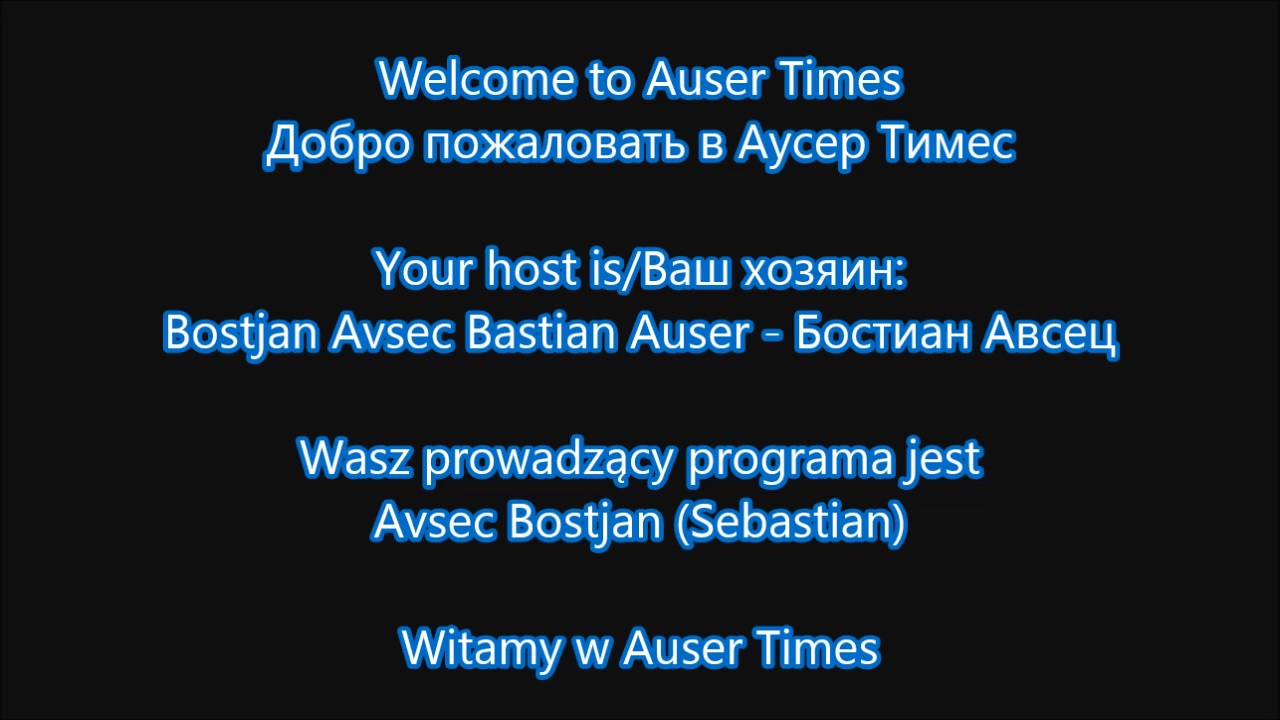 Welcome to Auser Times
Добро пожаловать в Аусер Тимес
Your host is/Ваш хозяин:
Bostjan Avsec Bastian Auser - Бостиан Авсец
Wasz prowadzący programa jest
Avsec Bostjan (Sebastian)
Witamy w Auser Times